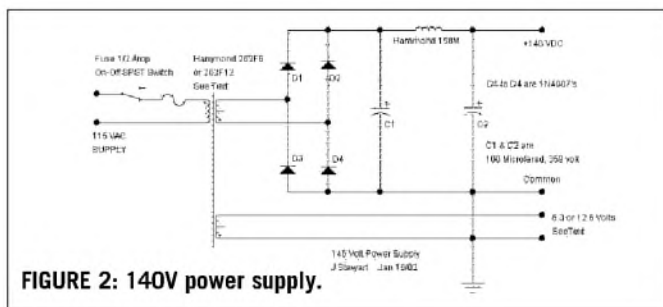 Fuse 1/2 Amp
On-Off SPST Switch
Hammond 263F6
or 263F12
See Text
115 VAC
SUPPLY
D1
D2
D3
D4
C1
C2
Hammond 158M
+140 VDC
D1 to D4 are 1N4007's
C1 & C2 are
100 Microfarad, 350 volt
Common
6.3 or 12.6 Volts
See Text
140 Volt Power Supply
J Stewart Jan 16/02
FIGURE 2: 140V power supply.